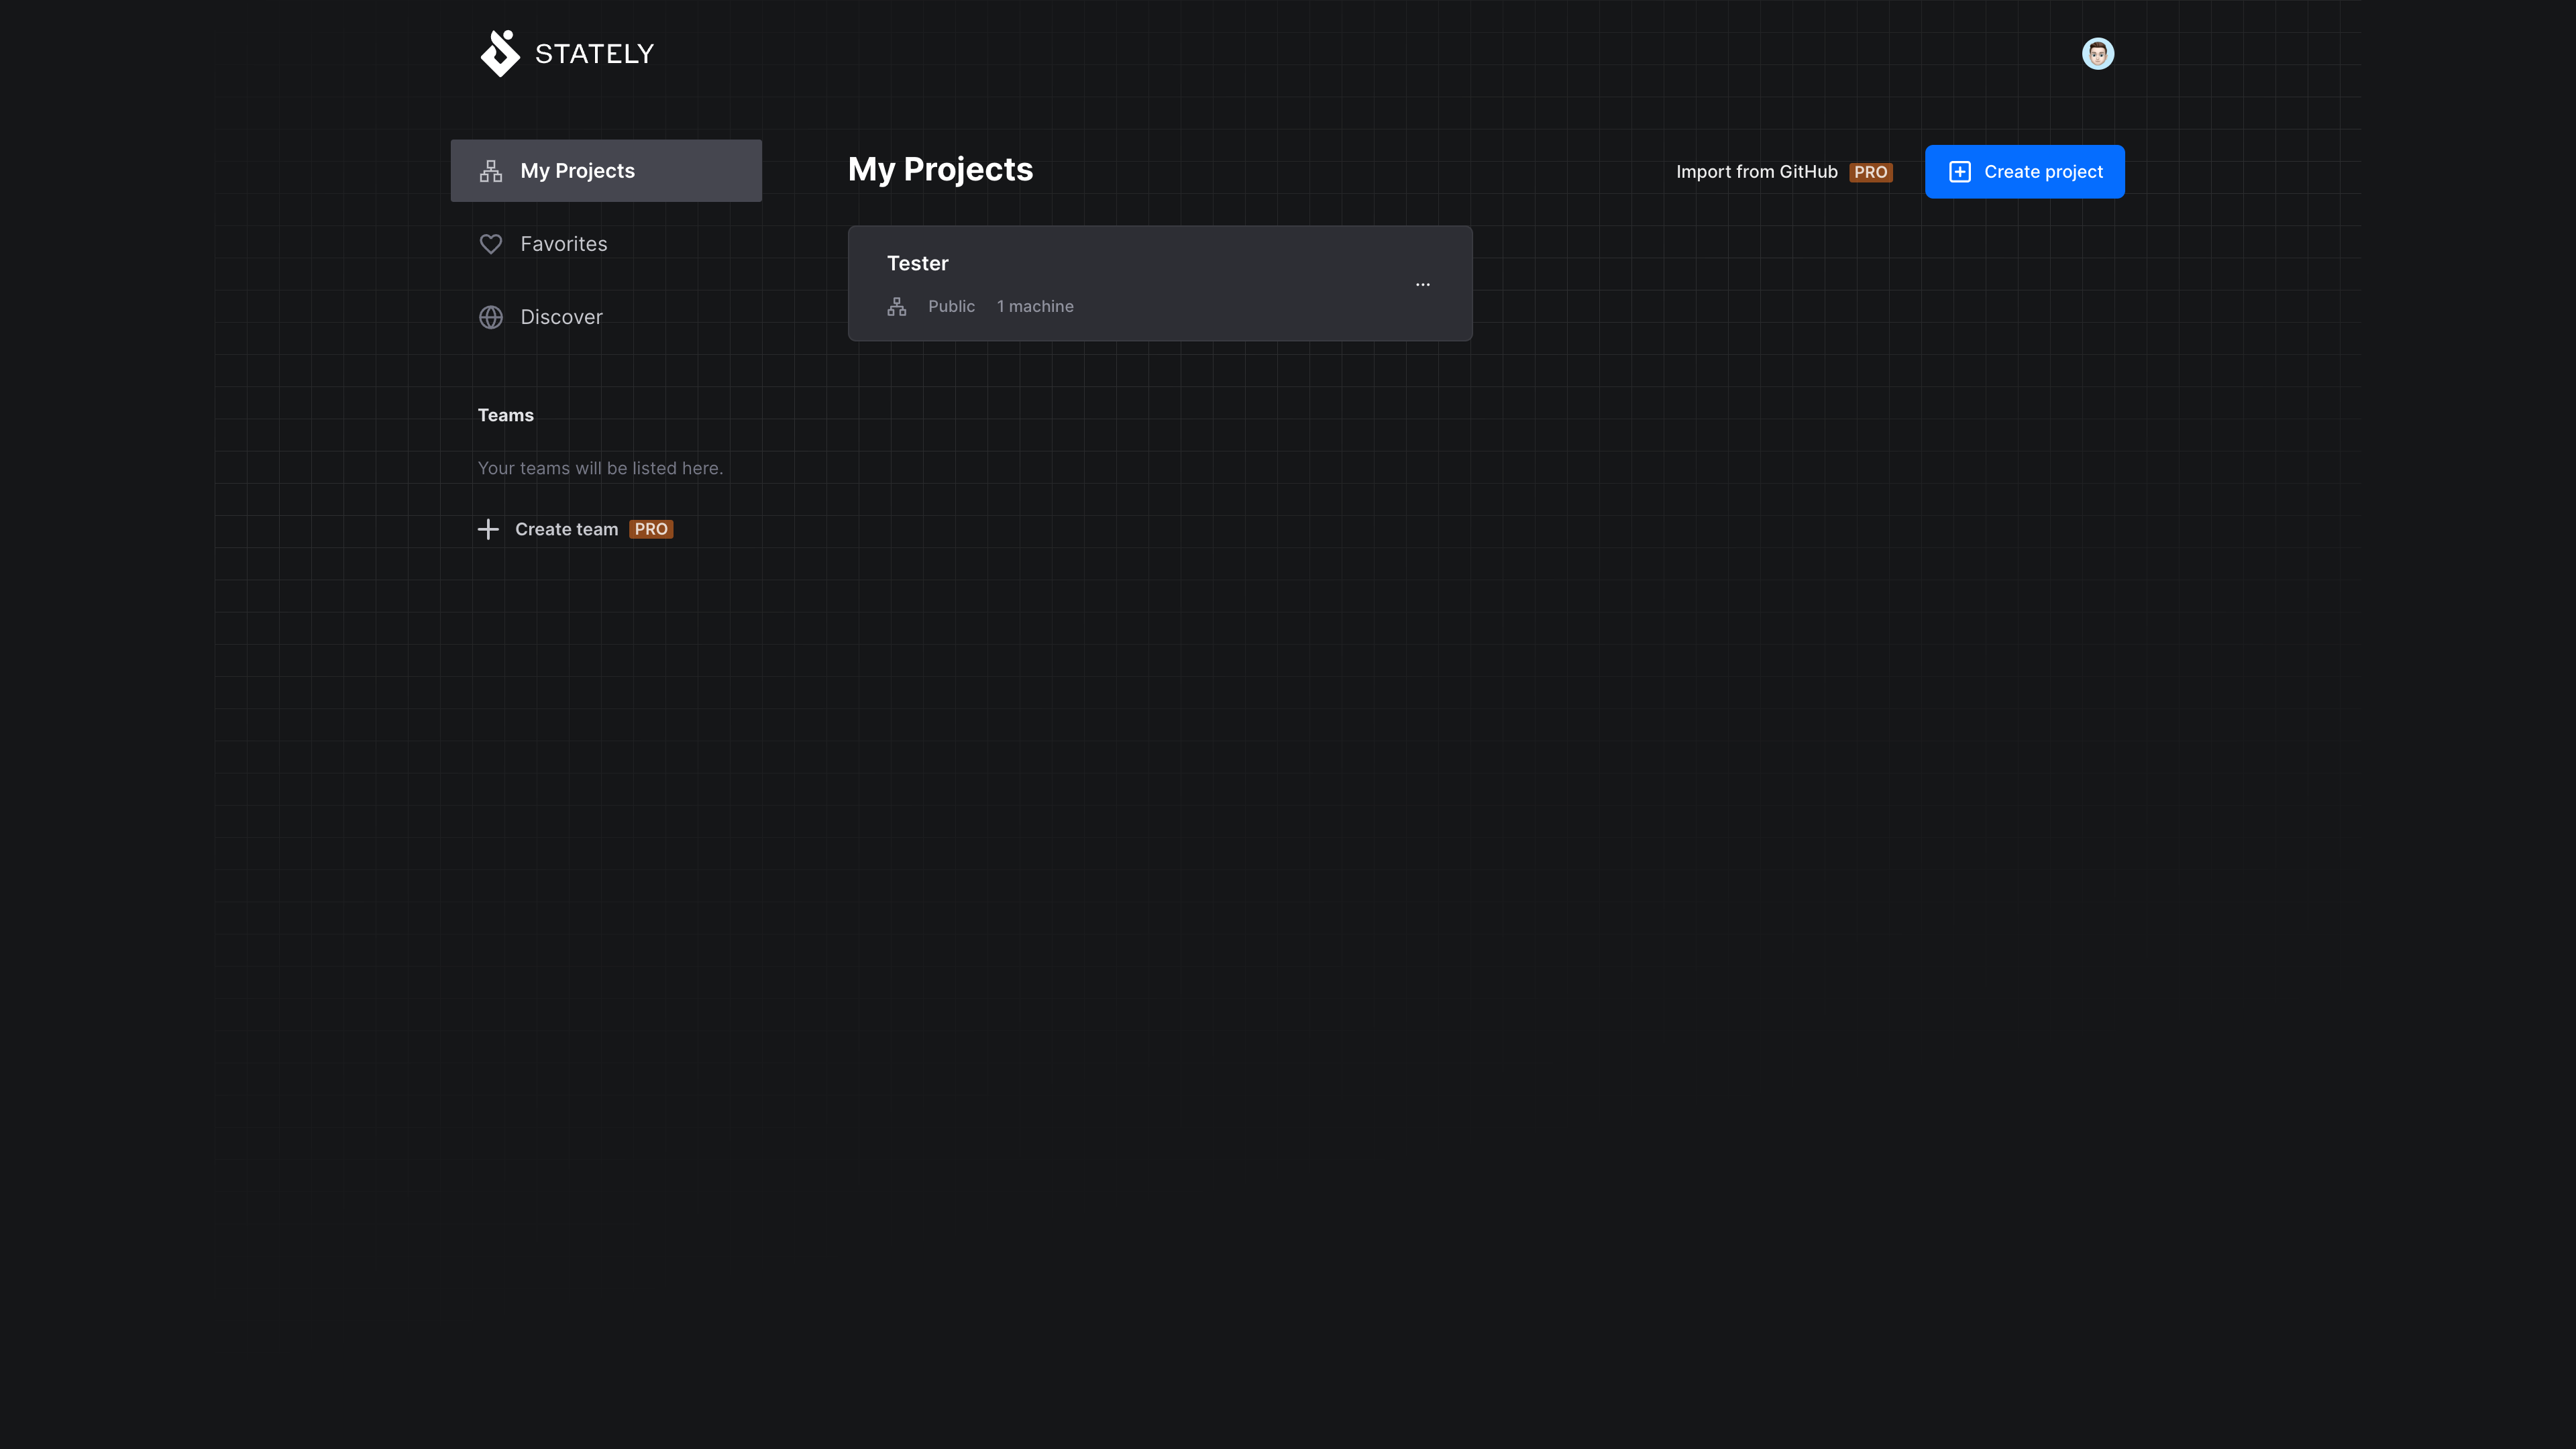 STATELY
My Projects
Favorites
Discover
Teams
Your teams will be listed here.
Create team PRO
My Projects
Import from GitHub PRO
Create project
Tester
...
Public 1 machine